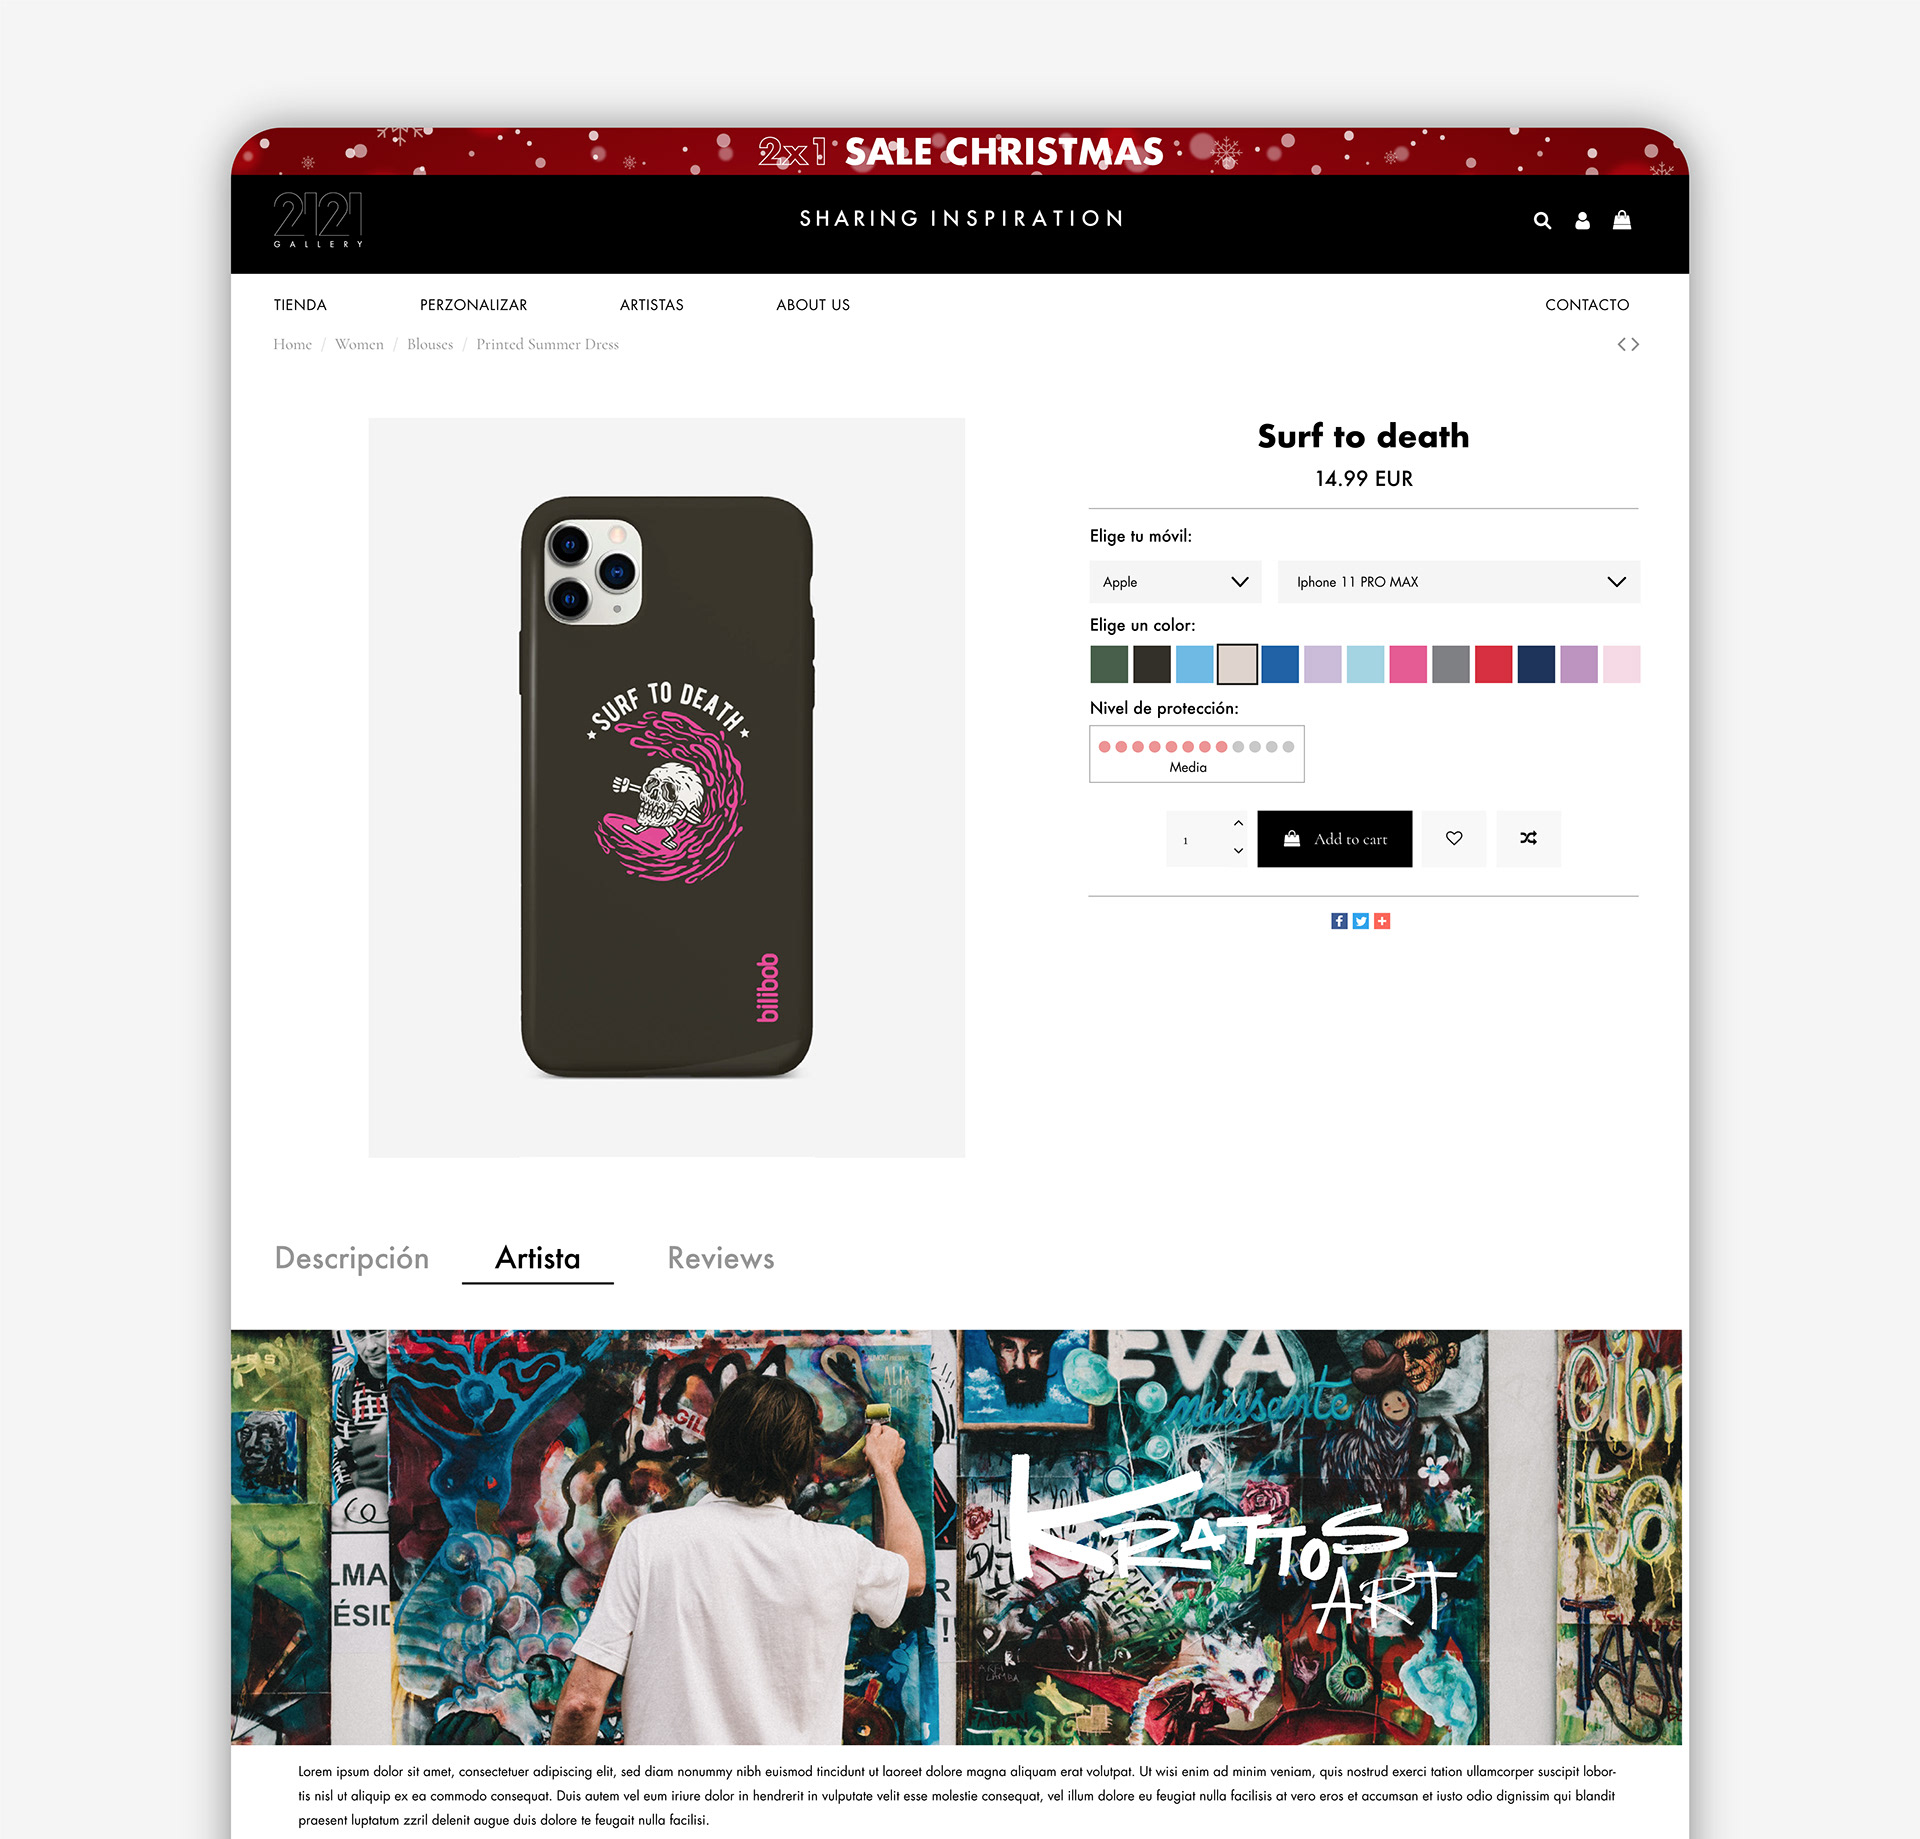 2x1 SALE CHRISTMAS
2121
GALLERY
SHARING INSPIRATION
TIENDA
PERZONALIZAR
ARTISTAS
ABOUT US
CONTACTO
Home / Women / Blouses / Printed Summer Dress
Surf to death
14.99 EUR
Elige tu móvil:
Apple
Iphone 11 PRO MAX
Elige un color:
Nivel de protección:
Media
1
Add to cart
SURF TO DEATH
bilibob
Descripción
Artista
Reviews
EVA
naissante
KRATTOS
ART
LMA
ÉSID
R
!!
Lorem ipsum dolor sit amet, consectetuer adipiscing elit, sed diam nonummy nibh euismod tincidunt ut laoreet dolore magna aliquam erat volutpat. Ut wisi enim ad minim veniam, quis nostrud exerci tation ullamcorper suscipit lobor-
tis nisl ut aliquip ex ea commodo consequat. Duis autem vel eum iriure dolor in hendrerit in vulputate velit esse molestie consequat, vel illum dolore eu feugiat nulla facilisis at vero eros et accumsan et iusto odio dignissim qui blandit
praesent luptatum zzril delenit augue duis dolore te feugait nulla facilisi.